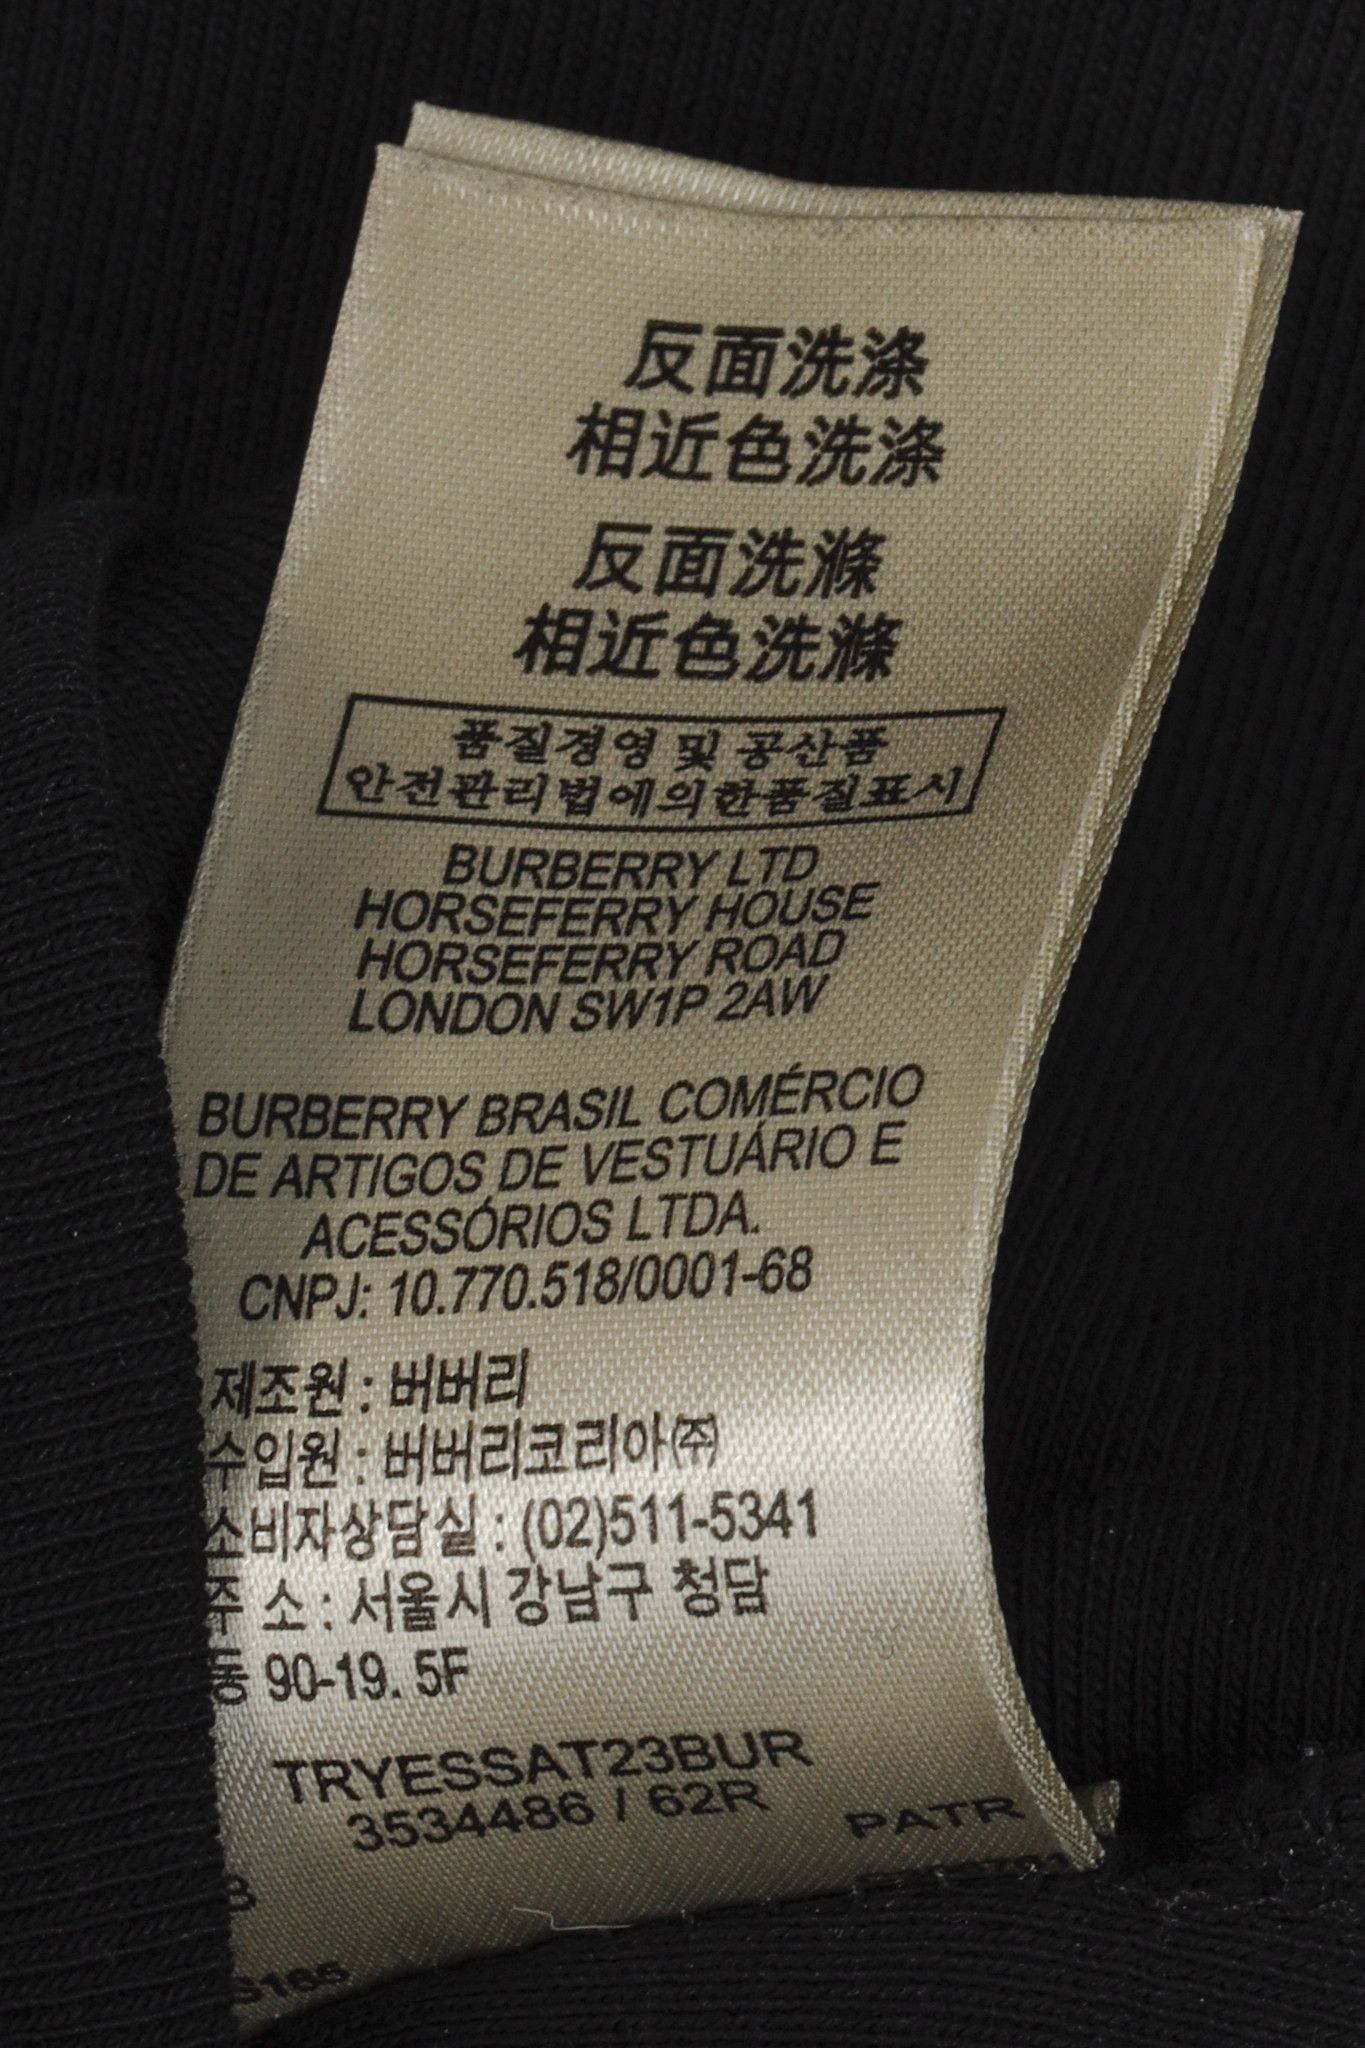 反面洗涤
相近色洗涤
反面洗滌
相近色洗滌
품질경영 및 공산품
안전관리법에의한품질표시
BURBERRY LTD
HORSEFERRY HOUSE
HORSEFERRY ROAD
LONDON SW1P 2AW
BURBERRY BRASIL COMÉRCIO
DE ARTIGOS DE VESTUÁRIO E
ACESSÓRIOS LTDA.
CNPJ: 10.770.518/0001-68
제조원 : 버버리
수입원 : 버버리코리아㈜
소비자상담실 : (02)511-5341
주 소 : 서울시 강남구 청담
동 90-19. 5F
TRYESSAT23BUR
3534486 / 62R
PATR